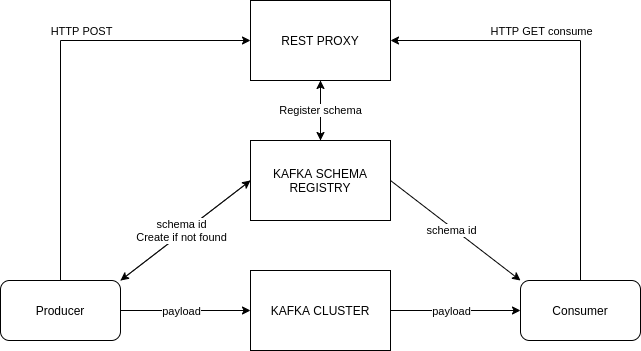 HTTP POST
HTTP GET consume
REST PROXY
Register schema
KAFKA SCHEMA
REGISTRY
schema id
Create if not found
schema id
Producer
payload
KAFKA CLUSTER
payload
Consumer